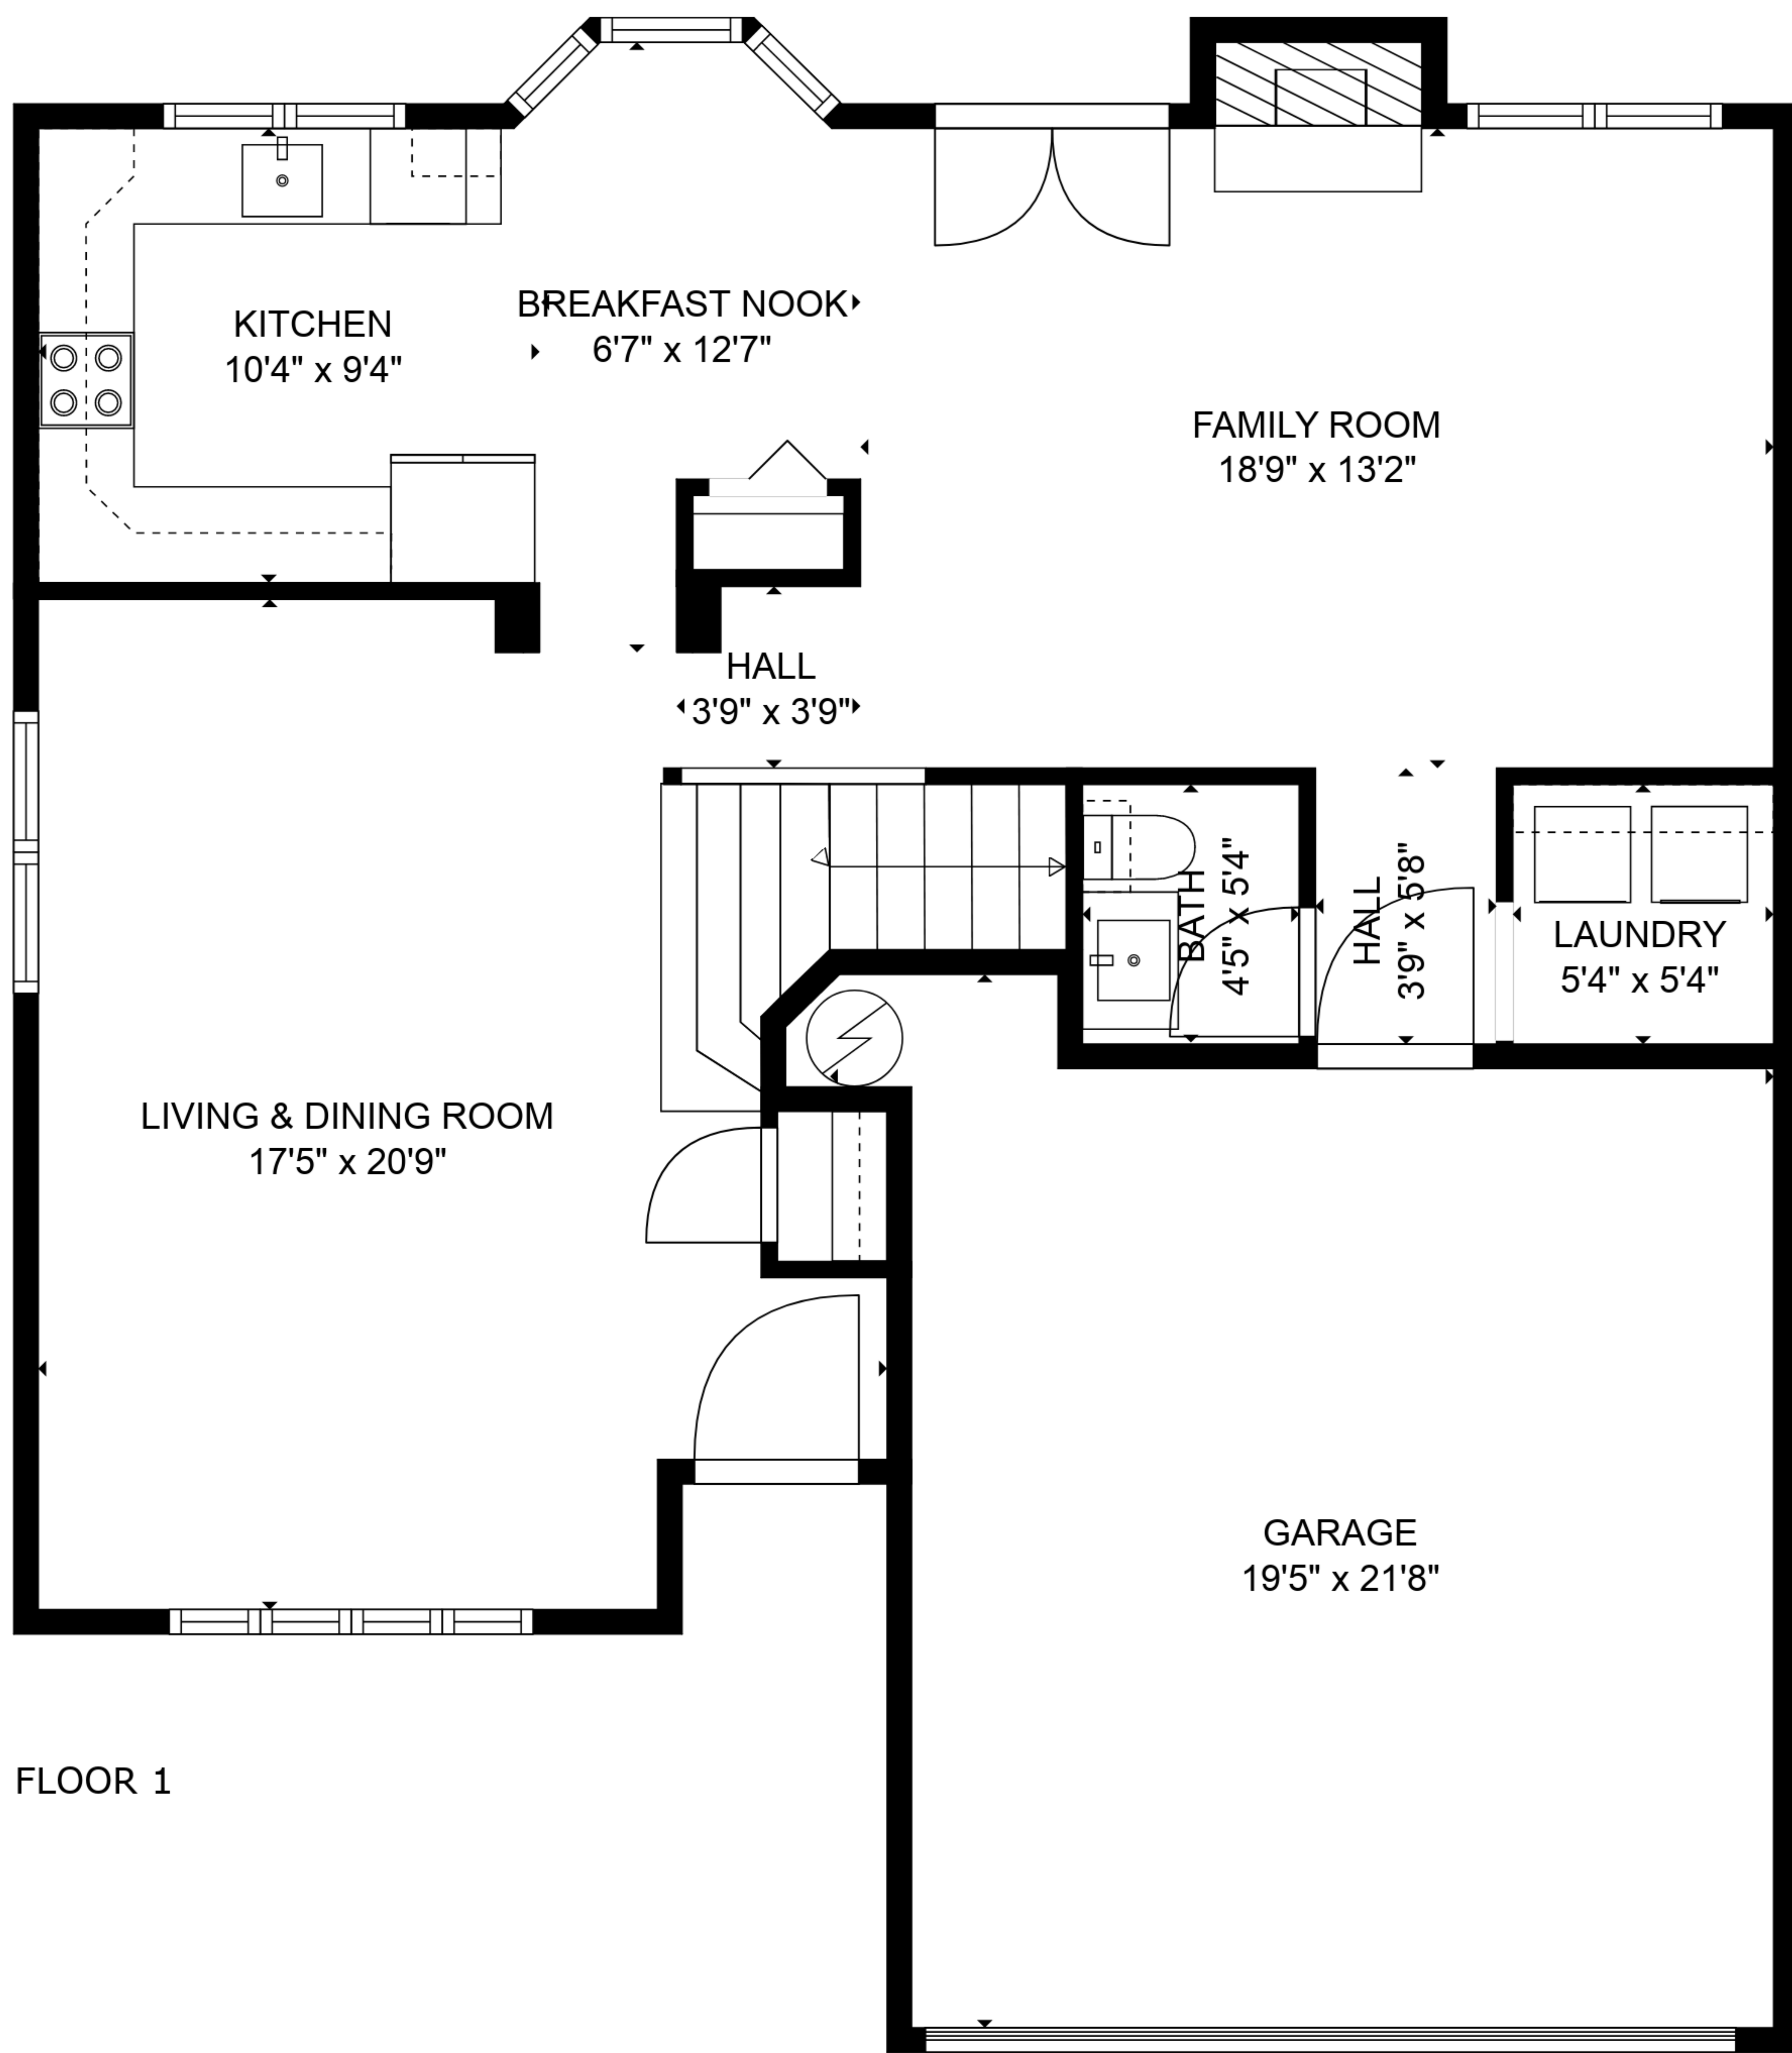 BREAKFAST NOOK
6'7" x 12'7"
KITCHEN
10'4" x 9'4"
FAMILY ROOM
18'9" x 13'2"
HALL
3'9" x 3'9"
BATH
4'5" x 5'4"
HALL
3'9" x 5'8"
LAUNDRY
5'4" x 5'4"
LIVING & DINING ROOM
17'5" x 20'9"
GARAGE
19'5" x 21'8"
FLOOR 1